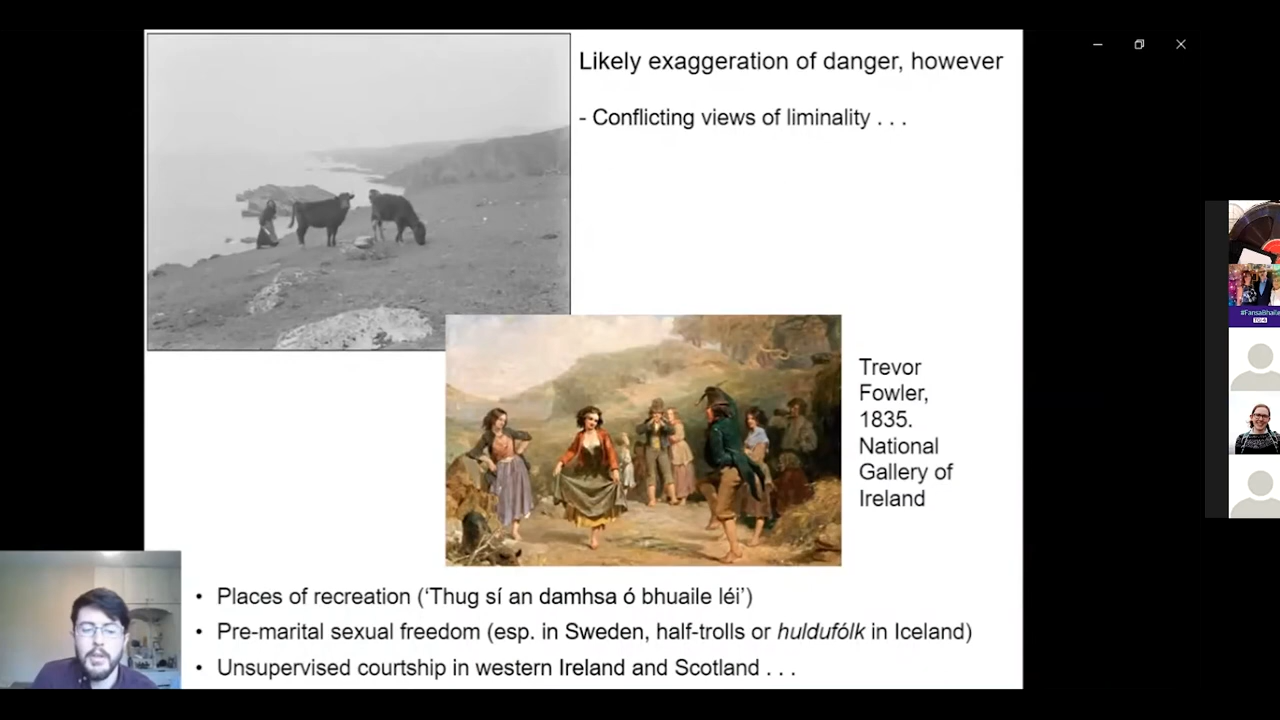 Likely exaggeration of danger, however
- Conflicting views of liminality . . .
Trevor
Fowler,
1835.
National
Gallery of
Ireland
• Places of recreation (‘Thug sí an damhsa ó bhuaile léi’)
• Pre-marital sexual freedom (esp. in Sweden, half-trolls or huldufólk in Iceland)
• Unsupervised courtship in western Ireland and Scotland . . .